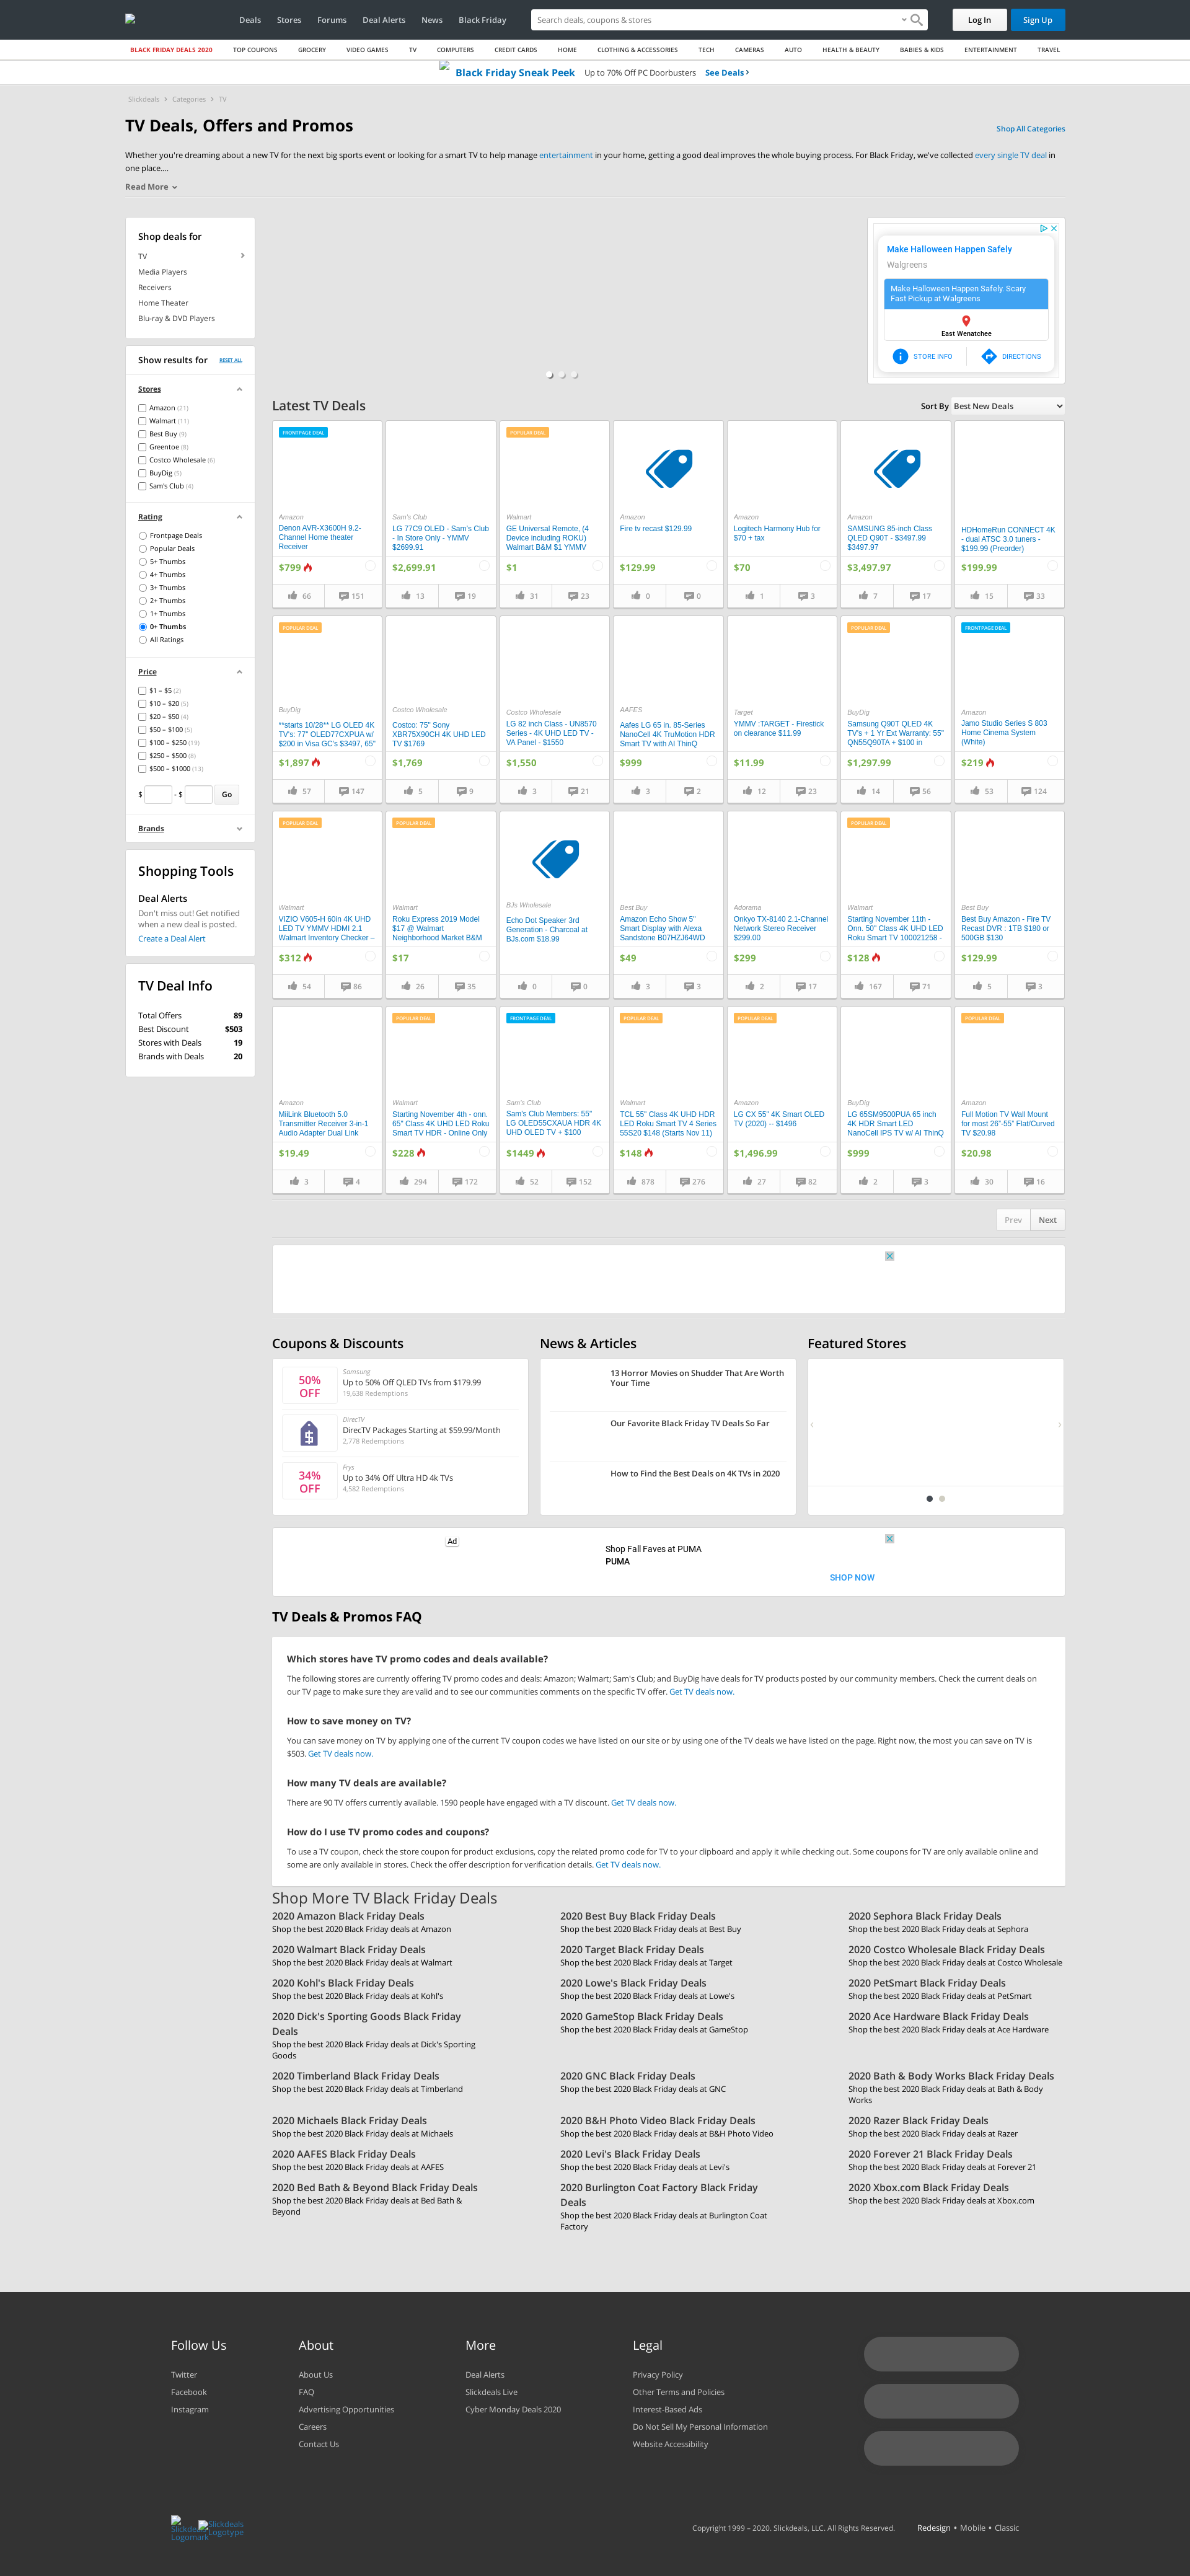 Deals Stores Forums Deal Alerts News Black Friday Search deals, coupons & stores Log In Sign Up
BLACK FRIDAY DEALS 2020 TOP COUPONS GROCERY VIDEO GAMES TV COMPUTERS CREDIT CARDS HOME CLOTHING & ACCESSORIES TECH CAMERAS AUTO HEALTH & BEAUTY BABIES & KIDS ENTERTAINMENT TRAVEL
Black Friday Sneak Peek Up to 70% Off PC Doorbusters See Deals
Slickdeals > Categories > TV
TV Deals, Offers and Promos
Shop All Categories
Whether you're dreaming about a new TV for the next big sports event or looking for a smart TV to help manage entertainment in your home, getting a good deal improves the whole buying process. For Black Friday, we've collected every single TV deal in
one place....
Read More
Shop deals for
TV
Media Players
Receivers
Home Theater
Blu-ray & DVD Players
Make Halloween Happen Safely
Walgreens
Make Halloween Happen Safely. Scary
Fast Pickup at Walgreens
East Wenatchee
STORE INFO DIRECTIONS
Show results for RESET ALL
Stores
Amazon (21)
Walmart (11)
Best Buy (9)
Greentoe (8)
Costco Wholesale (6)
BuyDig (5)
Sam's Club (4)
Rating
Frontpage Deals
Popular Deals
5+ Thumbs
4+ Thumbs
3+ Thumbs
2+ Thumbs
1+ Thumbs
0+ Thumbs
All Ratings
Price
$1 – $5 (2)
$10 – $20 (5)
$20 – $50 (4)
$50 – $100 (5)
$100 – $250 (19)
$250 – $500 (8)
$500 – $1000 (13)
$ - $ Go
Brands
Shopping Tools
Deal Alerts
Don't miss out! Get notified
when a new deal is posted.
Create a Deal Alert
TV Deal Info
Total Offers 89
Best Discount $503
Stores with Deals 19
Brands with Deals 20
Latest TV Deals
Sort By Best New Deals
FRONTPAGE DEAL
Amazon
Denon AVR-X3600H 9.2-
Channel Home theater
Receiver
$799
66 151
Sam's Club
LG 77C9 OLED - Sam's Club
- In Store Only - YMMV
$2699.91
$2,699.91
13 19
POPULAR DEAL
Walmart
GE Universal Remote, (4
Device including ROKU)
Walmart B&M $1 YMMV
$1
31 23
Amazon
Fire tv recast $129.99
$129.99
0 0
Amazon
Logitech Harmony Hub for
$70 + tax
$70
1 3
Amazon
SAMSUNG 85-inch Class
QLED Q90T - $3497.99
$3497.97
$3,497.97
7 17
HDHomeRun CONNECT 4K
- dual ATSC 3.0 tuners -
$199.99 (Preorder)
$199.99
15 33
POPULAR DEAL
BuyDig
**starts 10/28** LG OLED 4K
TV's: 77" OLED77CXPUA w/
$200 in Visa GC's $3497, 65"
$1,897
57 147
Costco Wholesale
Costco: 75" Sony
XBR75X90CH 4K UHD LED
TV $1769
$1,769
5 9
Costco Wholesale
LG 82 inch Class - UN8570
Series - 4K UHD LED TV -
VA Panel - $1550
$1,550
3 21
AAFES
Aafes LG 65 in. 85-Series
NanoCell 4K TruMotion HDR
Smart TV with AI ThinQ
$999
3 2
Target
YMMV :TARGET - Firestick
on clearance $11.99
$11.99
12 23
POPULAR DEAL
BuyDig
Samsung Q90T QLED 4K
TV's + 1 Yr Ext Warranty: 55"
QN55Q90TA + $100 in
$1,297.99
14 56
FRONTPAGE DEAL
Amazon
Jamo Studio Series S 803
Home Cinema System
(White)
$219
53 124
POPULAR DEAL
Walmart
VIZIO V605-H 60in 4K UHD
LED TV YMMV HDMI 2.1
Walmart Inventory Checker –
$312
54 86
POPULAR DEAL
Walmart
Roku Express 2019 Model
$17 @ Walmart
Neighborhood Market B&M
$17
26 35
BJs Wholesale
Echo Dot Speaker 3rd
Generation - Charcoal at
BJs.com $18.99
0 0
Best Buy
Amazon Echo Show 5"
Smart Display with Alexa
Sandstone B07HZJ64WD
$49
3 3
Adorama
Onkyo TX-8140 2.1-Channel
Network Stereo Receiver
$299.00
$299
2 17
POPULAR DEAL
Walmart
Starting November 11th -
Onn. 50" Class 4K UHD LED
Roku Smart TV 100021258 -
$128
167 71
Best Buy
Best Buy Amazon - Fire TV
Recast DVR : 1TB $180 or
500GB $130
$129.99
5 3
Amazon
MiiLink Bluetooth 5.0
Transmitter Receiver 3-in-1
Audio Adapter Dual Link
$19.49
3 4
POPULAR DEAL
Walmart
Starting November 4th - onn.
65" Class 4K UHD LED Roku
Smart TV HDR - Online Only
$228
294 172
FRONTPAGE DEAL
Sam's Club
Sam's Club Members: 55"
LG OLED55CXAUA HDR 4K
UHD OLED TV + $100
$1449
52 152
POPULAR DEAL
Walmart
TCL 55" Class 4K UHD HDR
LED Roku Smart TV 4 Series
55S20 $148 (Starts Nov 11)
$148
878 276
POPULAR DEAL
Amazon
LG CX 55" 4K Smart OLED
TV (2020) -- $1496
$1,496.99
27 82
BuyDig
LG 65SM9500PUA 65 inch
4K HDR Smart LED
NanoCell IPS TV w/ AI ThinQ
$999
2 3
POPULAR DEAL
Amazon
Full Motion TV Wall Mount
for most 26”-55” Flat/Curved
TV $20.98
$20.98
30 16
Prev Next
Coupons & Discounts
50%
OFF
Samsung
Up to 50% Off QLED TVs from $179.99
19,638 Redemptions
DirecTV
DirecTV Packages Starting at $59.99/Month
2,778 Redemptions
34%
OFF
Frys
Up to 34% Off Ultra HD 4k TVs
4,582 Redemptions
News & Articles
13 Horror Movies on Shudder That Are Worth
Your Time
Our Favorite Black Friday TV Deals So Far
How to Find the Best Deals on 4K TVs in 2020
Featured Stores
Ad
Shop Fall Faves at PUMA
PUMA
SHOP NOW
TV Deals & Promos FAQ
Which stores have TV promo codes and deals available?
The following stores are currently offering TV promo codes and deals: Amazon; Walmart; Sam's Club; and BuyDig have deals for TV products posted by our community members. Check the current deals on
our TV page to make sure they are valid and to see our communities comments on the specific TV offer. Get TV deals now.
How to save money on TV?
You can save money on TV by applying one of the current TV coupon codes we have listed on our site or by using one of the TV deals we have listed on the page. Right now, the most you can save on TV is
$503. Get TV deals now.
How many TV deals are available?
There are 90 TV offers currently available. 1590 people have engaged with a TV discount. Get TV deals now.
How do I use TV promo codes and coupons?
To use a TV coupon, check the store coupon for product exclusions, copy the related promo code for TV to your clipboard and apply it while checking out. Some coupons for TV are only available online and
some are only available in stores. Check the offer description for verification details. Get TV deals now.
Shop More TV Black Friday Deals
2020 Amazon Black Friday Deals
Shop the best 2020 Black Friday deals at Amazon
2020 Best Buy Black Friday Deals
Shop the best 2020 Black Friday deals at Best Buy
2020 Sephora Black Friday Deals
Shop the best 2020 Black Friday deals at Sephora
2020 Walmart Black Friday Deals
Shop the best 2020 Black Friday deals at Walmart
2020 Target Black Friday Deals
Shop the best 2020 Black Friday deals at Target
2020 Costco Wholesale Black Friday Deals
Shop the best 2020 Black Friday deals at Costco Wholesale
2020 Kohl's Black Friday Deals
Shop the best 2020 Black Friday deals at Kohl's
2020 Lowe's Black Friday Deals
Shop the best 2020 Black Friday deals at Lowe's
2020 PetSmart Black Friday Deals
Shop the best 2020 Black Friday deals at PetSmart
2020 Dick's Sporting Goods Black Friday
Deals
Shop the best 2020 Black Friday deals at Dick's Sporting
Goods
2020 GameStop Black Friday Deals
Shop the best 2020 Black Friday deals at GameStop
2020 Ace Hardware Black Friday Deals
Shop the best 2020 Black Friday deals at Ace Hardware
2020 Timberland Black Friday Deals
Shop the best 2020 Black Friday deals at Timberland
2020 GNC Black Friday Deals
Shop the best 2020 Black Friday deals at GNC
2020 Bath & Body Works Black Friday Deals
Shop the best 2020 Black Friday deals at Bath & Body
Works
2020 Michaels Black Friday Deals
Shop the best 2020 Black Friday deals at Michaels
2020 B&H Photo Video Black Friday Deals
Shop the best 2020 Black Friday deals at B&H Photo Video
2020 Razer Black Friday Deals
Shop the best 2020 Black Friday deals at Razer
2020 AAFES Black Friday Deals
Shop the best 2020 Black Friday deals at AAFES
2020 Levi's Black Friday Deals
Shop the best 2020 Black Friday deals at Levi's
2020 Forever 21 Black Friday Deals
Shop the best 2020 Black Friday deals at Forever 21
2020 Bed Bath & Beyond Black Friday Deals
Shop the best 2020 Black Friday deals at Bed Bath &
Beyond
2020 Burlington Coat Factory Black Friday
Deals
Shop the best 2020 Black Friday deals at Burlington Coat
Factory
2020 Xbox.com Black Friday Deals
Shop the best 2020 Black Friday deals at Xbox.com
Follow Us
Twitter
Facebook
Instagram
About
About Us
FAQ
Advertising Opportunities
Careers
Contact Us
More
Deal Alerts
Slickdeals Live
Cyber Monday Deals 2020
Legal
Privacy Policy
Other Terms and Policies
Interest-Based Ads
Do Not Sell My Personal Information
Website Accessibility
Slickdeals
Logotype
Logomark
Copyright 1999 – 2020. Slickdeals, LLC. All Rights Reserved. Redesign • Mobile • Classic